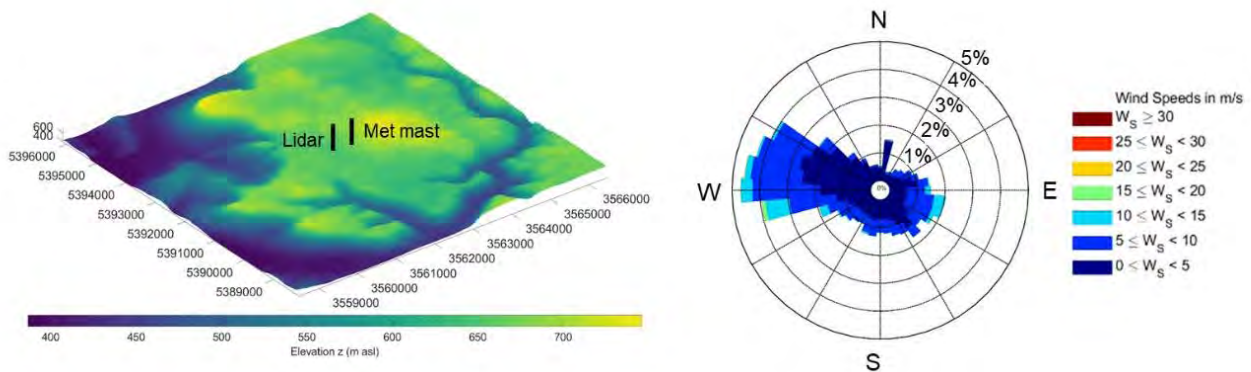 Lidar
Met mast
600
400
5396000
5395000
5394000
5393000
5392000
5391000
5390000
5389000
3566000
3565000
3564000
3563000
3562000
3561000
3560000
3559000
400 450 500 550 600 650 700
Elevation z (m asl)
N
5%
4%
3%
2%
1%
0%
W
E
S
Wind Speeds in m/s
W_S ≥ 30
25 ≤ W_S < 30
20 ≤ W_S < 25
15 ≤ W_S < 20
10 ≤ W_S < 15
5 ≤ W_S < 10
0 ≤ W_S < 5